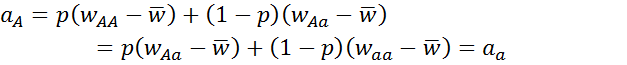 a_A = p(w_AA − w̅) + (1 − p)(w_Aa − w̅)
= p(w_Aa − w̅) + (1 − p)(w_aa − w̅) = a_a